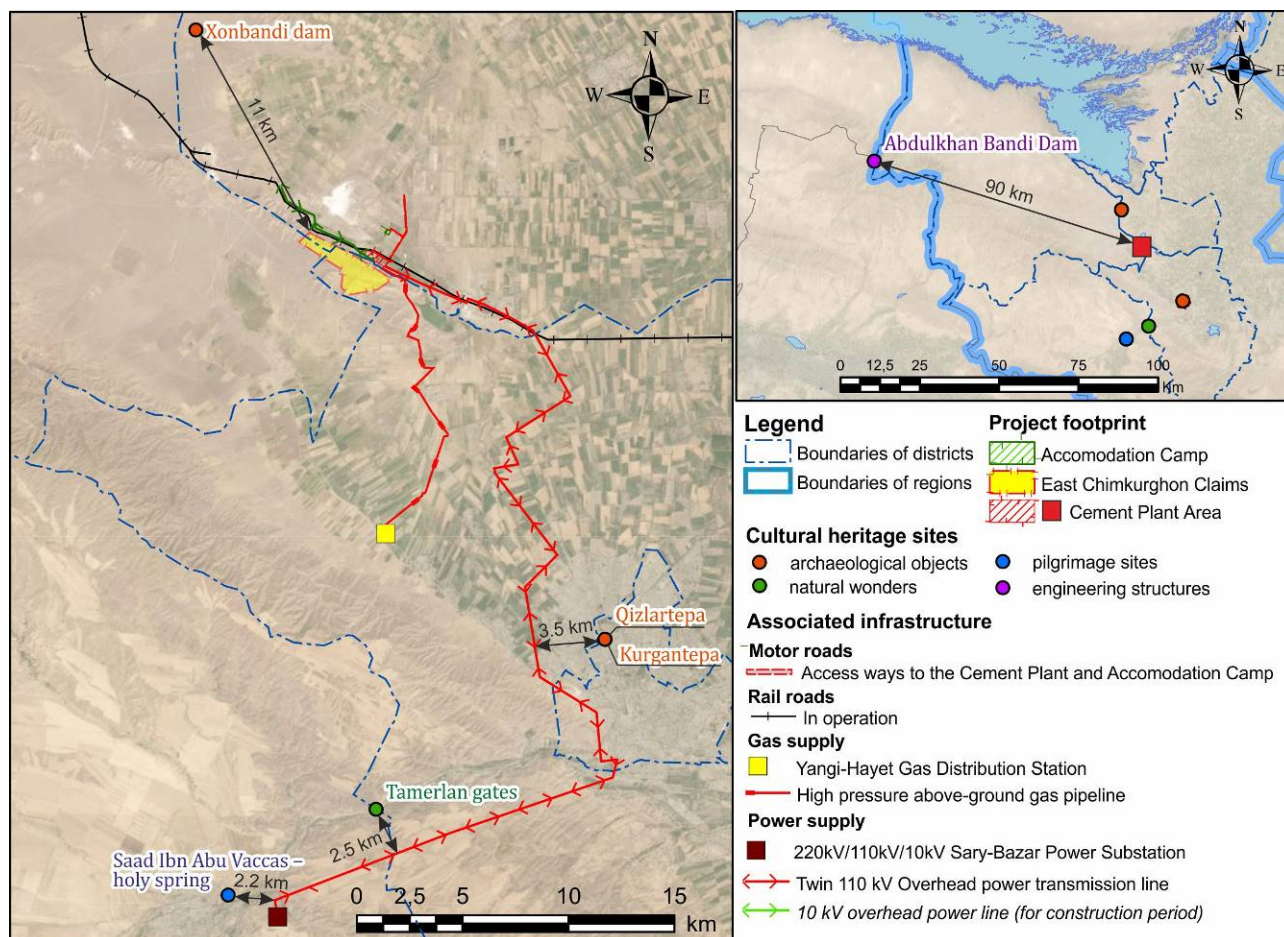 Xonbandi dam
11 km
N
W
E
S
Qizlartepa
3.5 km
Kurgantepa
Tamerlan gates
2.5 km
Saad Ibn Abu Vaccas –
holy spring
2.2 km
0 5 10 15
km
N
W
E
S
Abdulkhan Bandi Dam
90 km
0 12,5 25 50 75 100
Km
Legend
Boundaries of districts
Boundaries of regions
Project footprint
Accomodation Camp
East Chimkurghon Claims
Cement Plant Area
Cultural heritage sites
archaeological objects
natural wonders
pilgrimage sites
engineering structures
Associated infrastructure
Motor roads
Access ways to the Cement Plant and Accomodation Camp
Rail roads
In operation
Gas supply
Yangi-Hayet Gas Distribution Station
High pressure above-ground gas pipeline
Power supply
220kV/110kV/10kV Sary-Bazar Power Substation
Twin 110 kV Overhead power transmission line
10 kV overhead power line (for construction period)